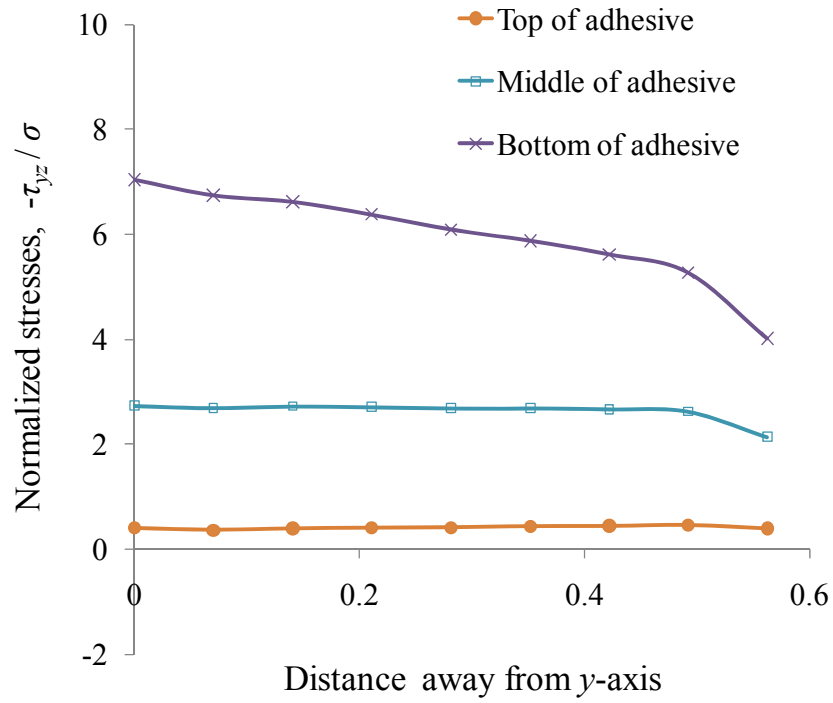 10
8
6
4
2
0
-2
0
0.2
0.4
0.6
Normalized stresses, -τyz / σ
Distance away from y-axis
Top of adhesive
Middle of adhesive
Bottom of adhesive